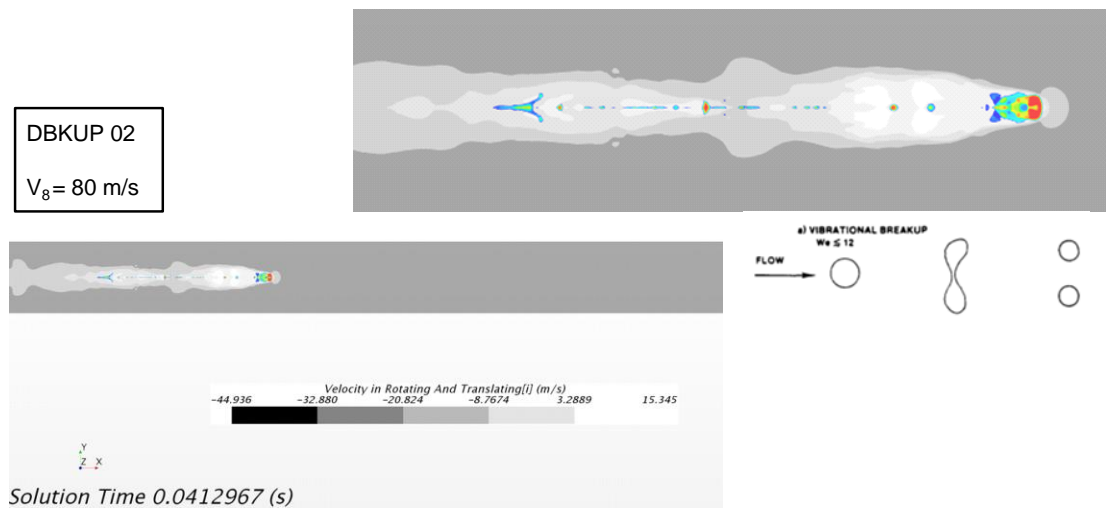 DBKUP 02
V₈= 80 m/s
a) VIBRATIONAL BREAKUP
We ≤ 12
FLOW
Velocity in Rotating And Translating[i] (m/s)
-44.936 -32.880 -20.824 -8.7674 3.2889 15.345
Y
Z X
Solution Time 0.0412967 (s)